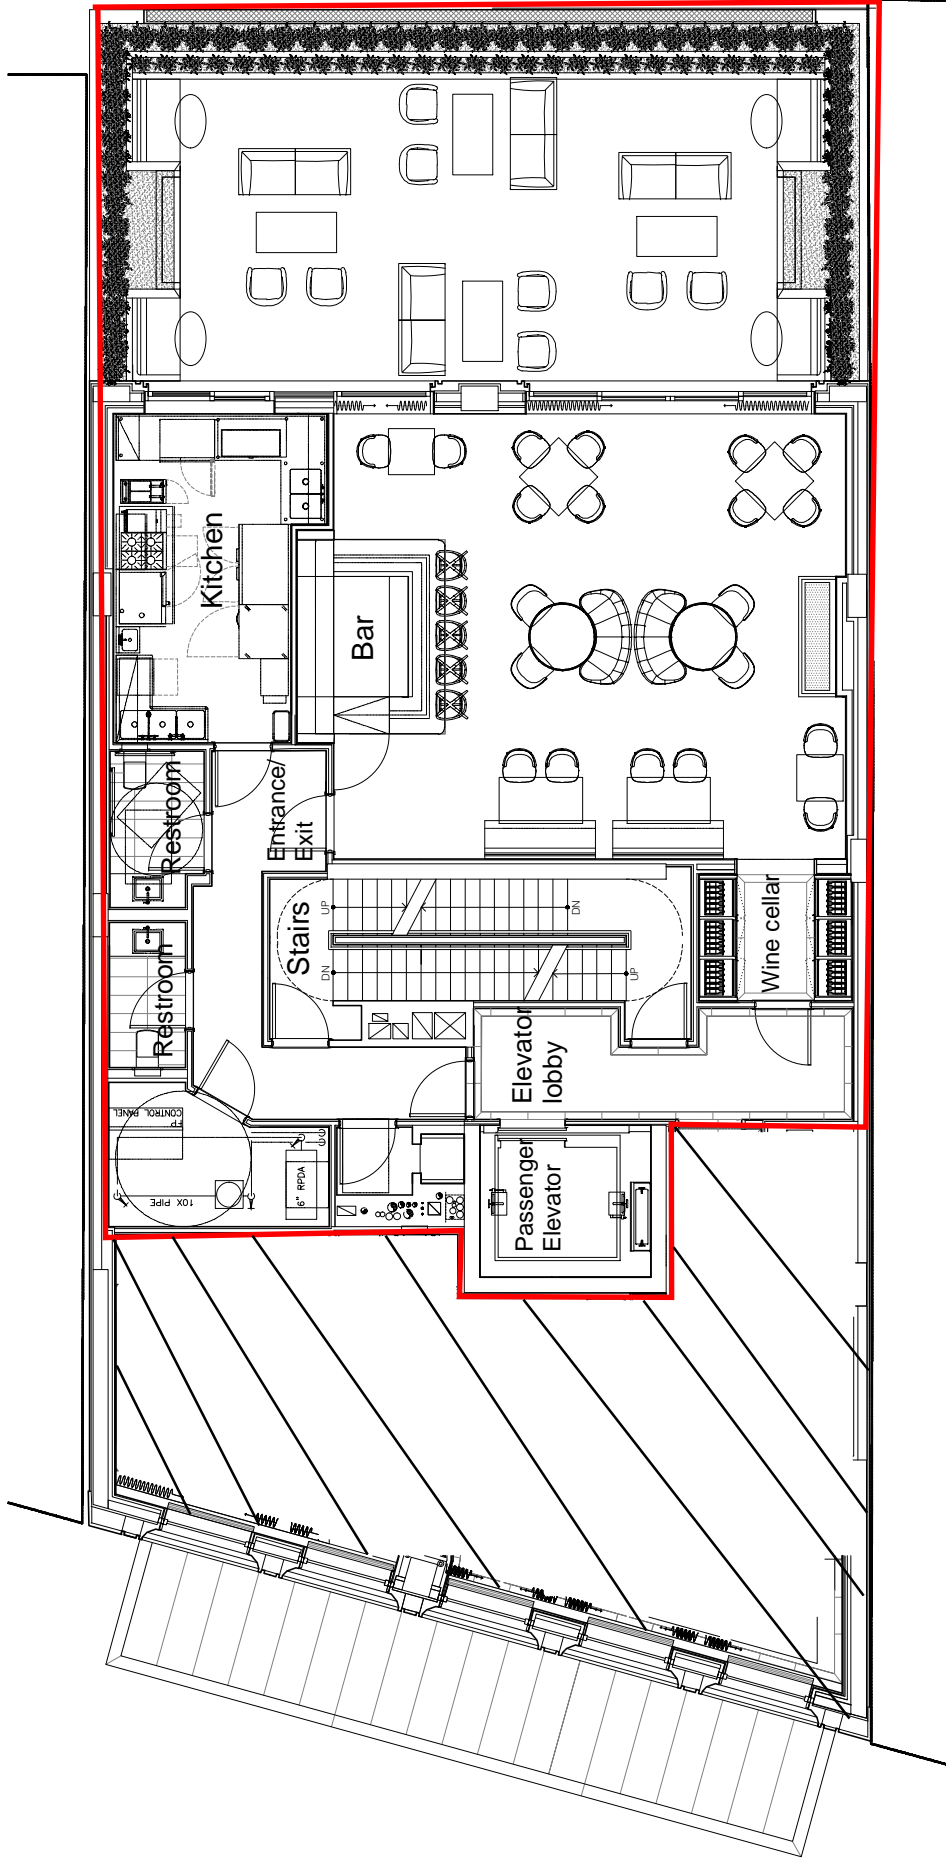 Kitchen
Bar
Restroom
Entrance/
Exit
Restroom
Stairs
UP
DN
DN
UP
Wine cellar
Elevator
lobby
FP
CONTROL PANEL
10X PIPE
6" RPDA
Passenger
Elevator